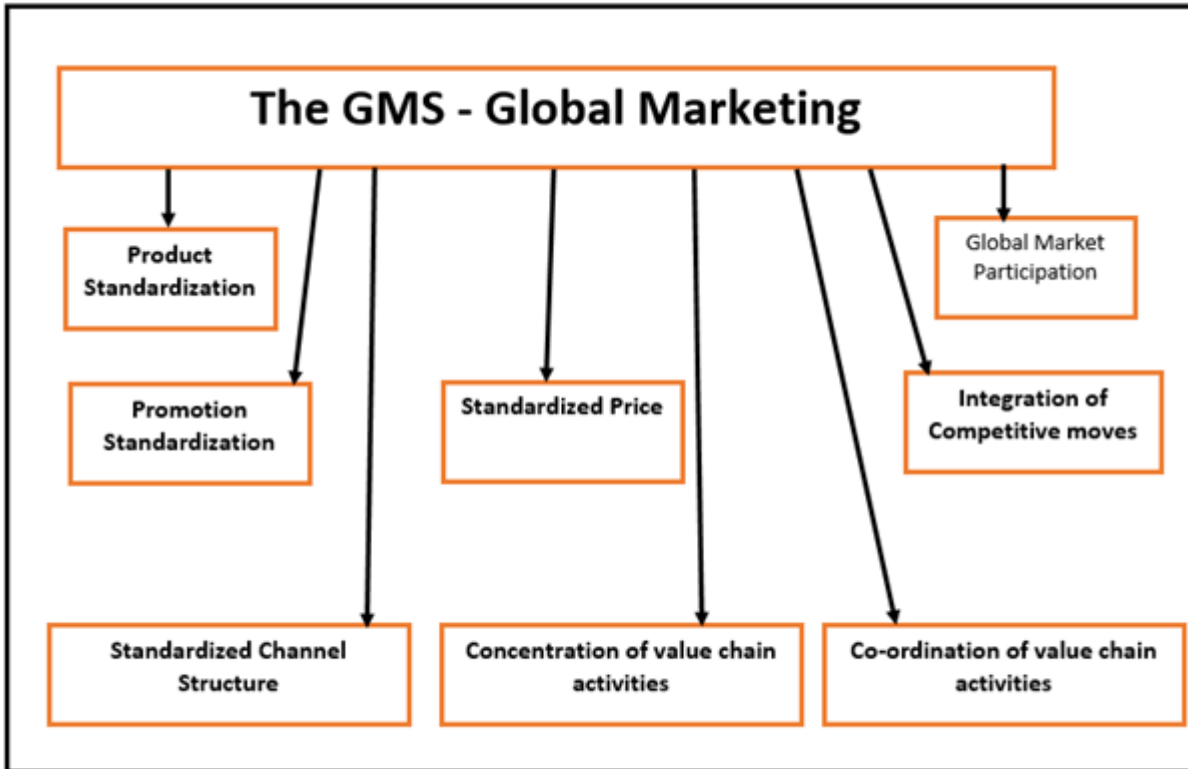 The GMS - Global Marketing
Product
Standardization
Global Market
Participation
Promotion
Standardization
Standardized Price
Integration of
Competitive moves
Standardized Channel
Structure
Concentration of value chain
activities
Co-ordination of value chain
activities